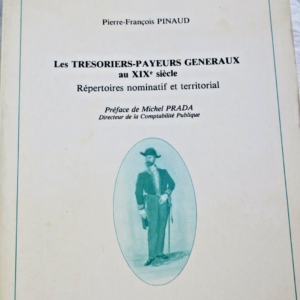 Pierre-François PINAUD
Les TRESORIERS-PAYEURS GENERAUX
au XIXe siècle
Répertoires nominatif et territorial
Préface de Michel PRADA
Directeur de la Comptabilité Publique